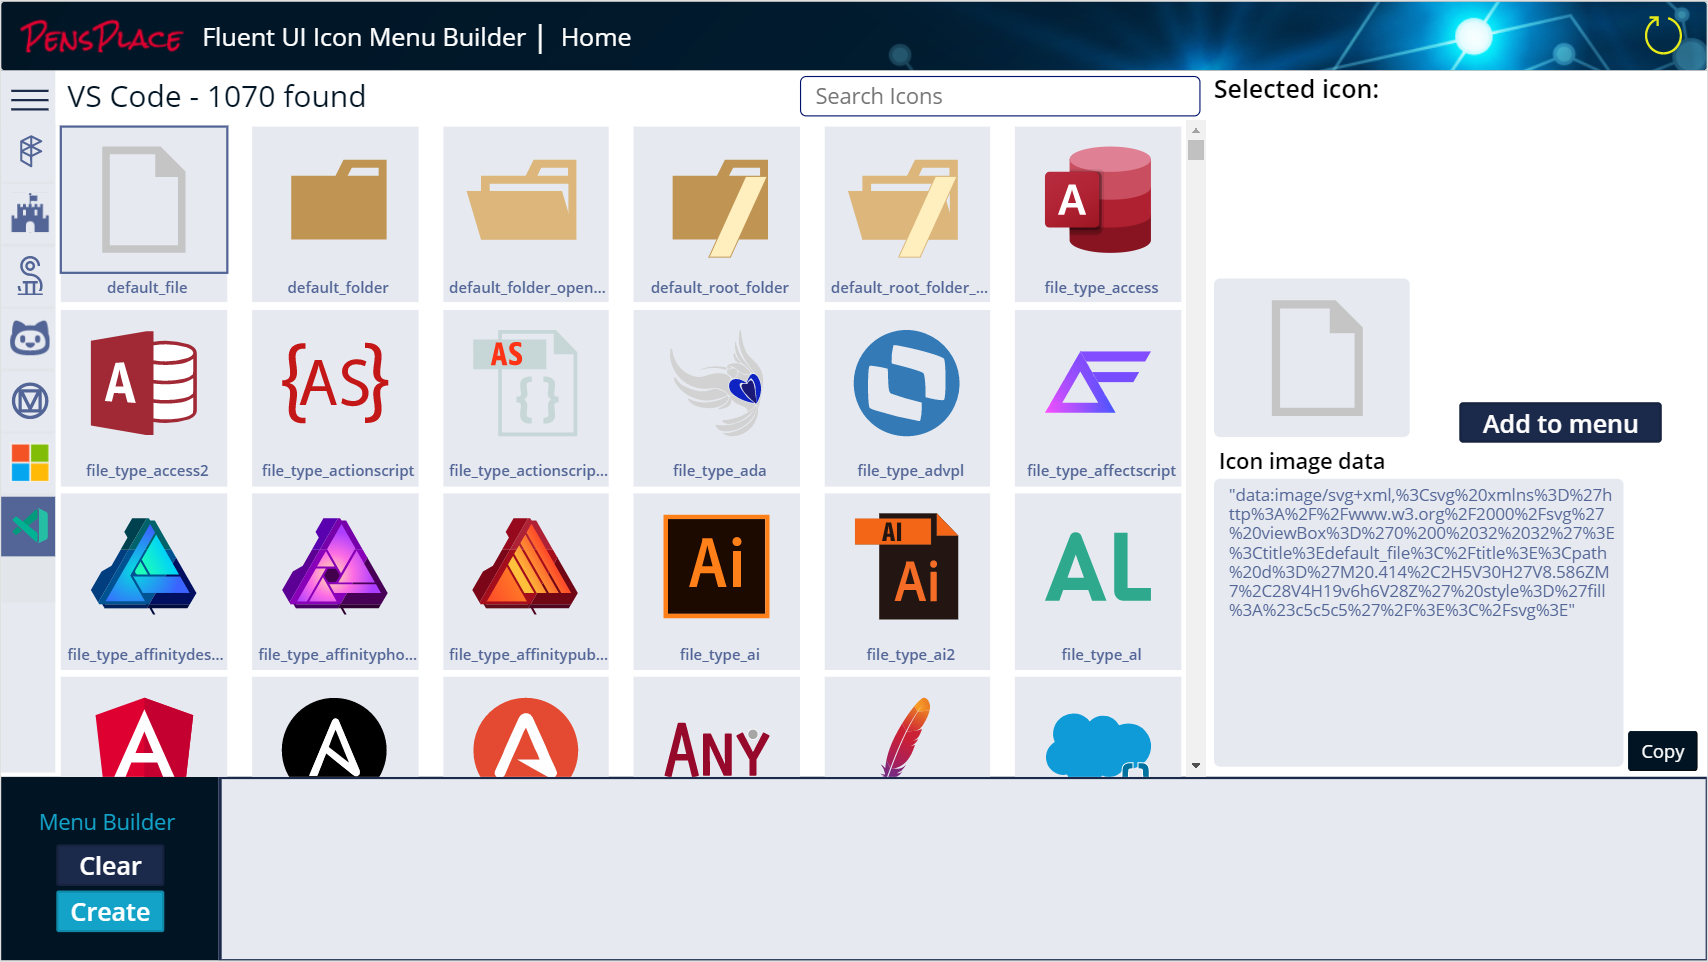 PENSPLACE Fluent UI Icon Menu Builder | Home
VS Code - 1070 found
Search Icons
Selected icon:
default_file
default_folder
default_folder_open...
default_root_folder
default_root_folder_...
A
file_type_access
A
file_type_access2
{AS}
file_type_actionscript
AS
{}
file_type_actionscrip...
file_type_ada
file_type_advpl
file_type_affectscript
file_type_affinitydes...
file_type_affinitypho...
file_type_affinitypub...
Ai
file_type_ai
AI
Ai
file_type_ai2
AL
file_type_al
A
A
A
ANY
Add to menu
Icon image data
"data:image/svg+xml,%3Csvg%20xmlns%3D%27h
ttp%3A%2F%2Fwww.w3.org%2F2000%2Fsvg%27
%20viewBox%3D%270%200%2032%2032%27%3E
%3Ctitle%3Edefault_file%3C%2Ftitle%3E%3Cpath
%20d%3D%27M20.414%2C2H5V30H27V8.586ZM
7%2C28V4H19v6h6V28Z%27%20style%3D%27fill
%3A%23c5c5c5%27%2F%3E%3C%2Fsvg%3E"
Copy
Menu Builder
Clear
Create